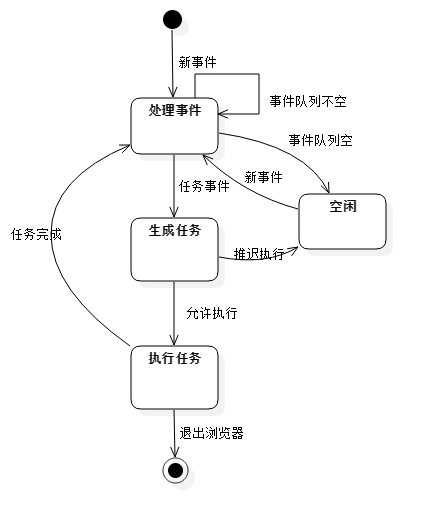 新事件
事件队列不空
处理事件
事件队列空
新事件
任务事件
空闲
生成任务
任务完成
推迟执行
允许执行
执行任务
退出浏览器